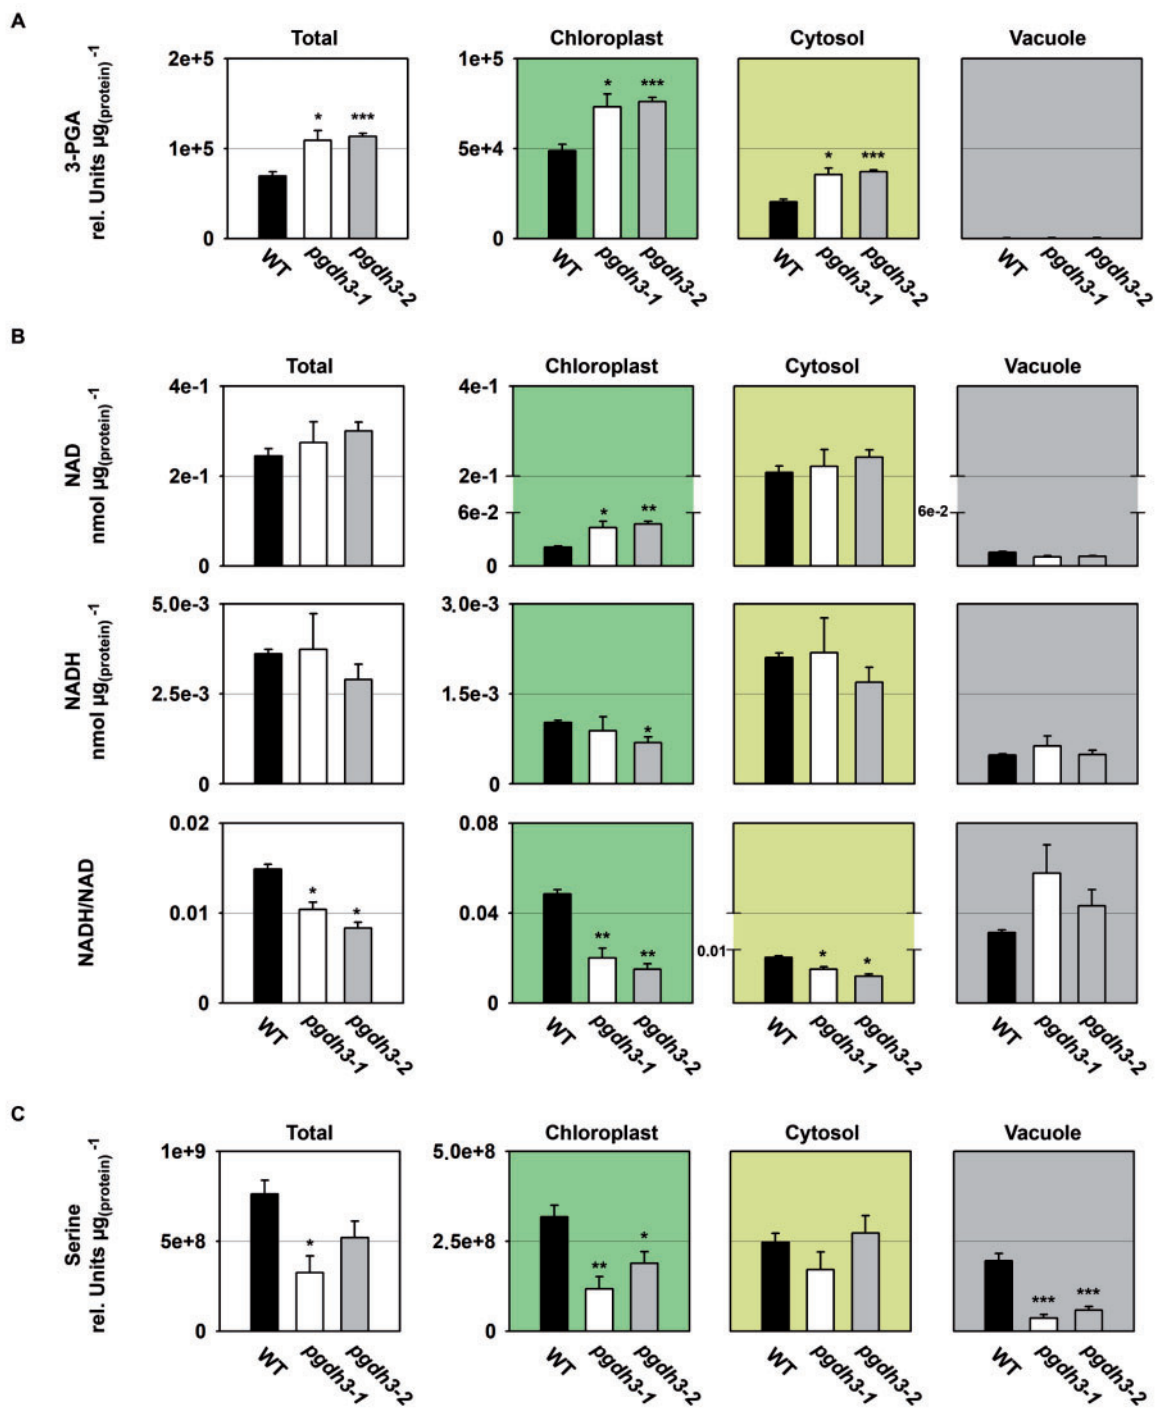 A
Total Chloroplast Cytosol Vacuole
3-PGA
rel. Units µg(protein) -1
2e+5 1e+5
* *** * *** * ***
1e+5 5e+4
0 0
WT pgdh3-1 pgdh3-2 WT pgdh3-1 pgdh3-2 WT pgdh3-1 pgdh3-2 WT pgdh3-1 pgdh3-2
B
Total Chloroplast Cytosol Vacuole
NAD
nmol µg(protein) -1
4e-1 4e-1
2e-1 2e-1
6e-2 6e-2
* **
0 0
NADH
nmol µg(protein) -1
5.0e-3 3.0e-3
2.5e-3 1.5e-3
*
0 0
NADH/NAD
0.02 0.08
0.01 0.04
0.01
* * ** ** * *
0 0
WT pgdh3-1 pgdh3-2 WT pgdh3-1 pgdh3-2 WT pgdh3-1 pgdh3-2 WT pgdh3-1 pgdh3-2
C
Total Chloroplast Cytosol Vacuole
Serine
rel. Units µg(protein) -1
1e+9 5.0e+8
5e+8 2.5e+8
* ** * *** ***
0 0
WT pgdh3-1 pgdh3-2 WT pgdh3-1 pgdh3-2 WT pgdh3-1 pgdh3-2 WT pgdh3-1 pgdh3-2